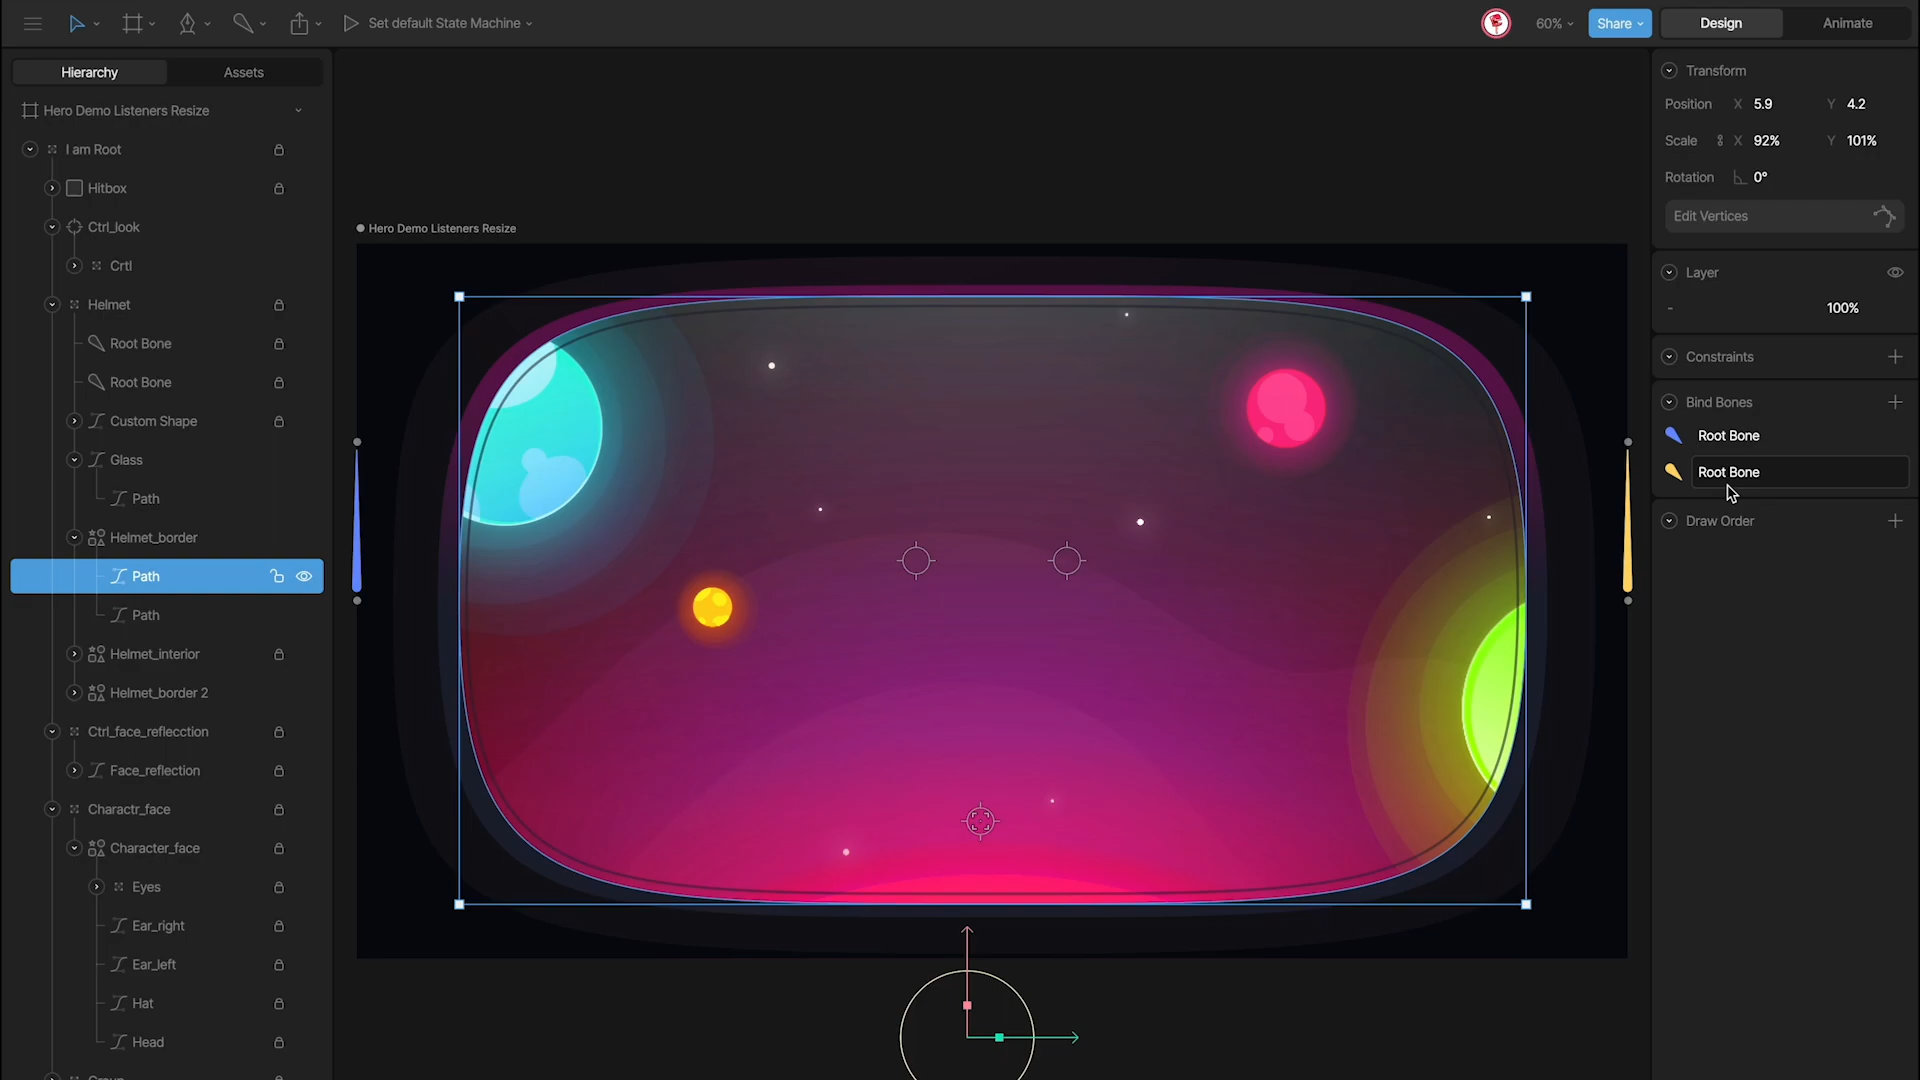 Set default State Machine
60%
Share
Design
Animate
Hierarchy
Assets
Hero Demo Listeners Resize
I am Root
Hitbox
Ctrl_look
Crtl
Helmet
Root Bone
Root Bone
Custom Shape
Glass
Path
Helmet_border
Path
Path
Helmet_interior
Helmet_border 2
Ctrl_face_reflecction
Face_reflection
Charactr_face
Character_face
Eyes
Ear_right
Ear_left
Hat
Head
Hero Demo Listeners Resize
Transform
Position X 5.9 Y 4.2
Scale X 92% Y 101%
Rotation 0°
Edit Vertices
Layer
- 100%
Constraints
Bind Bones
Root Bone
Root Bone
Draw Order